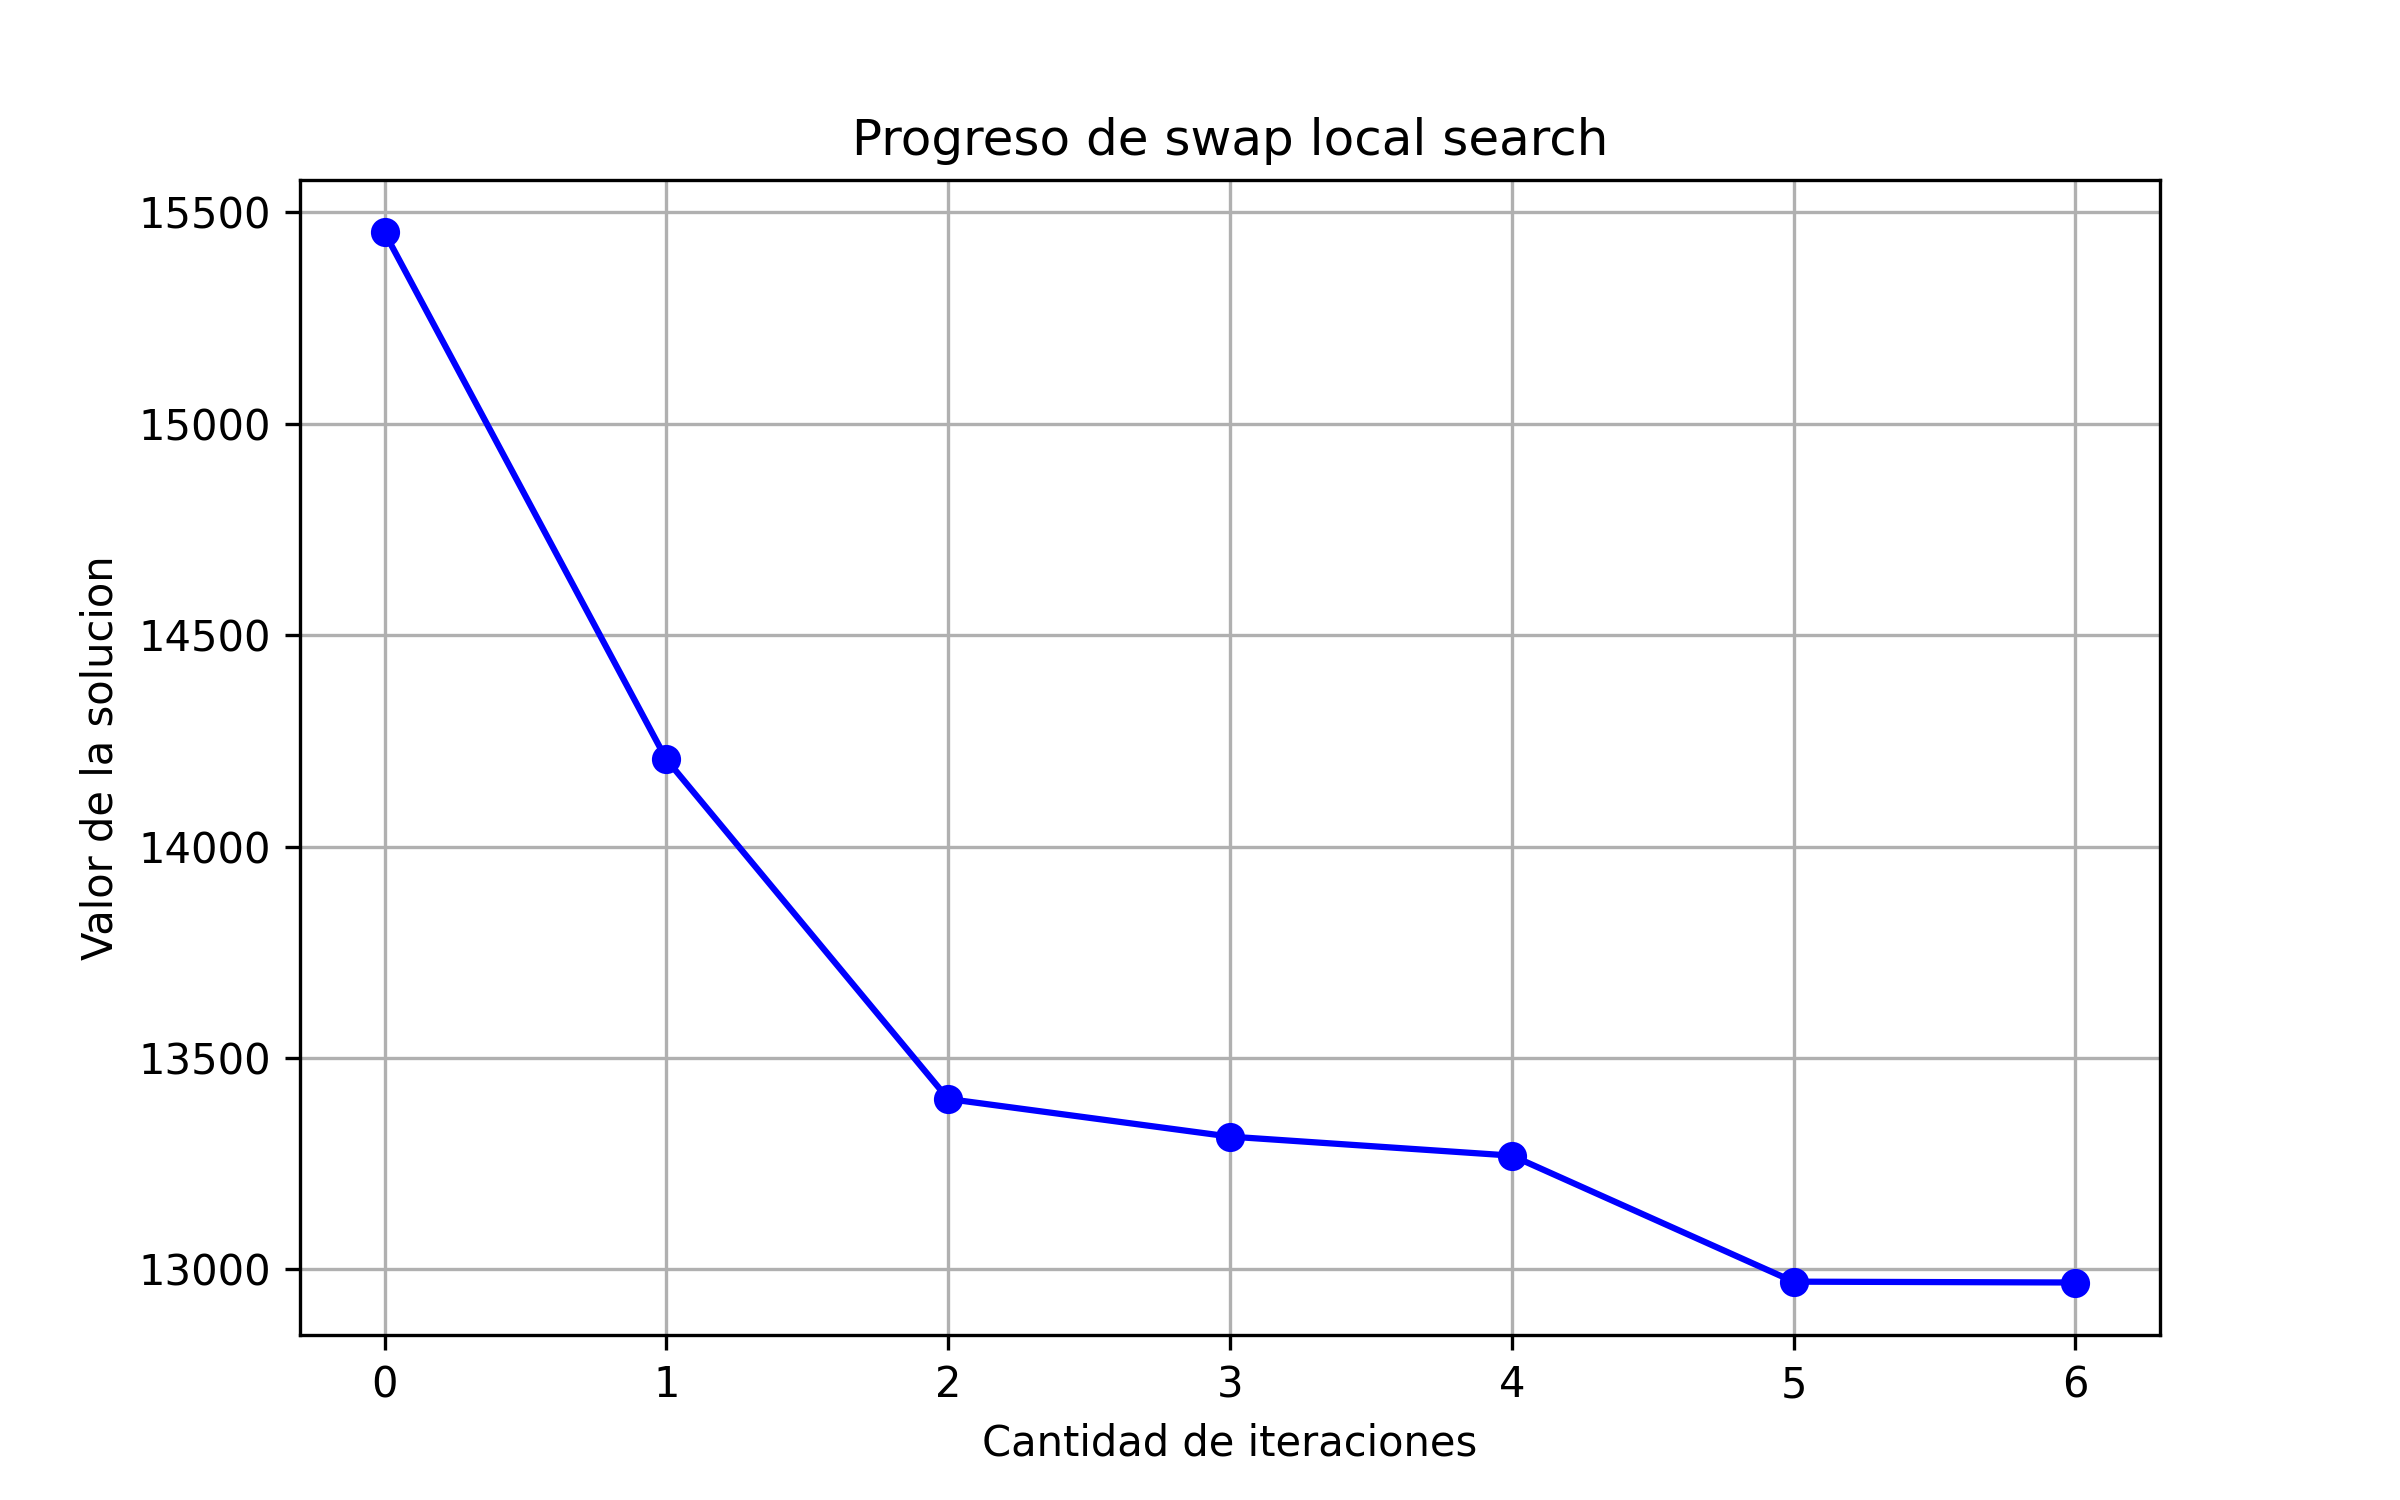 Progreso de swap local search
Valor de la solucion
15500
15000
14500
14000
13500
13000
0 1 2 3 4 5 6
Cantidad de iteraciones